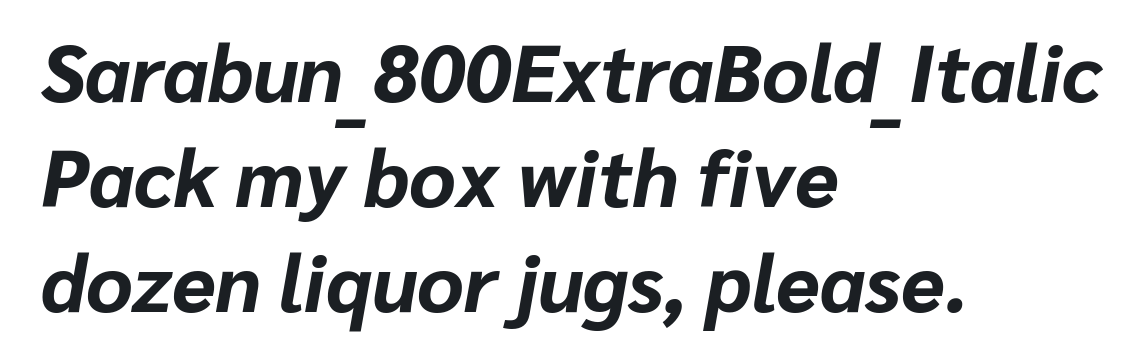 Sarabun_800ExtraBold_Italic
Pack my box with five
dozen liquor jugs, please.